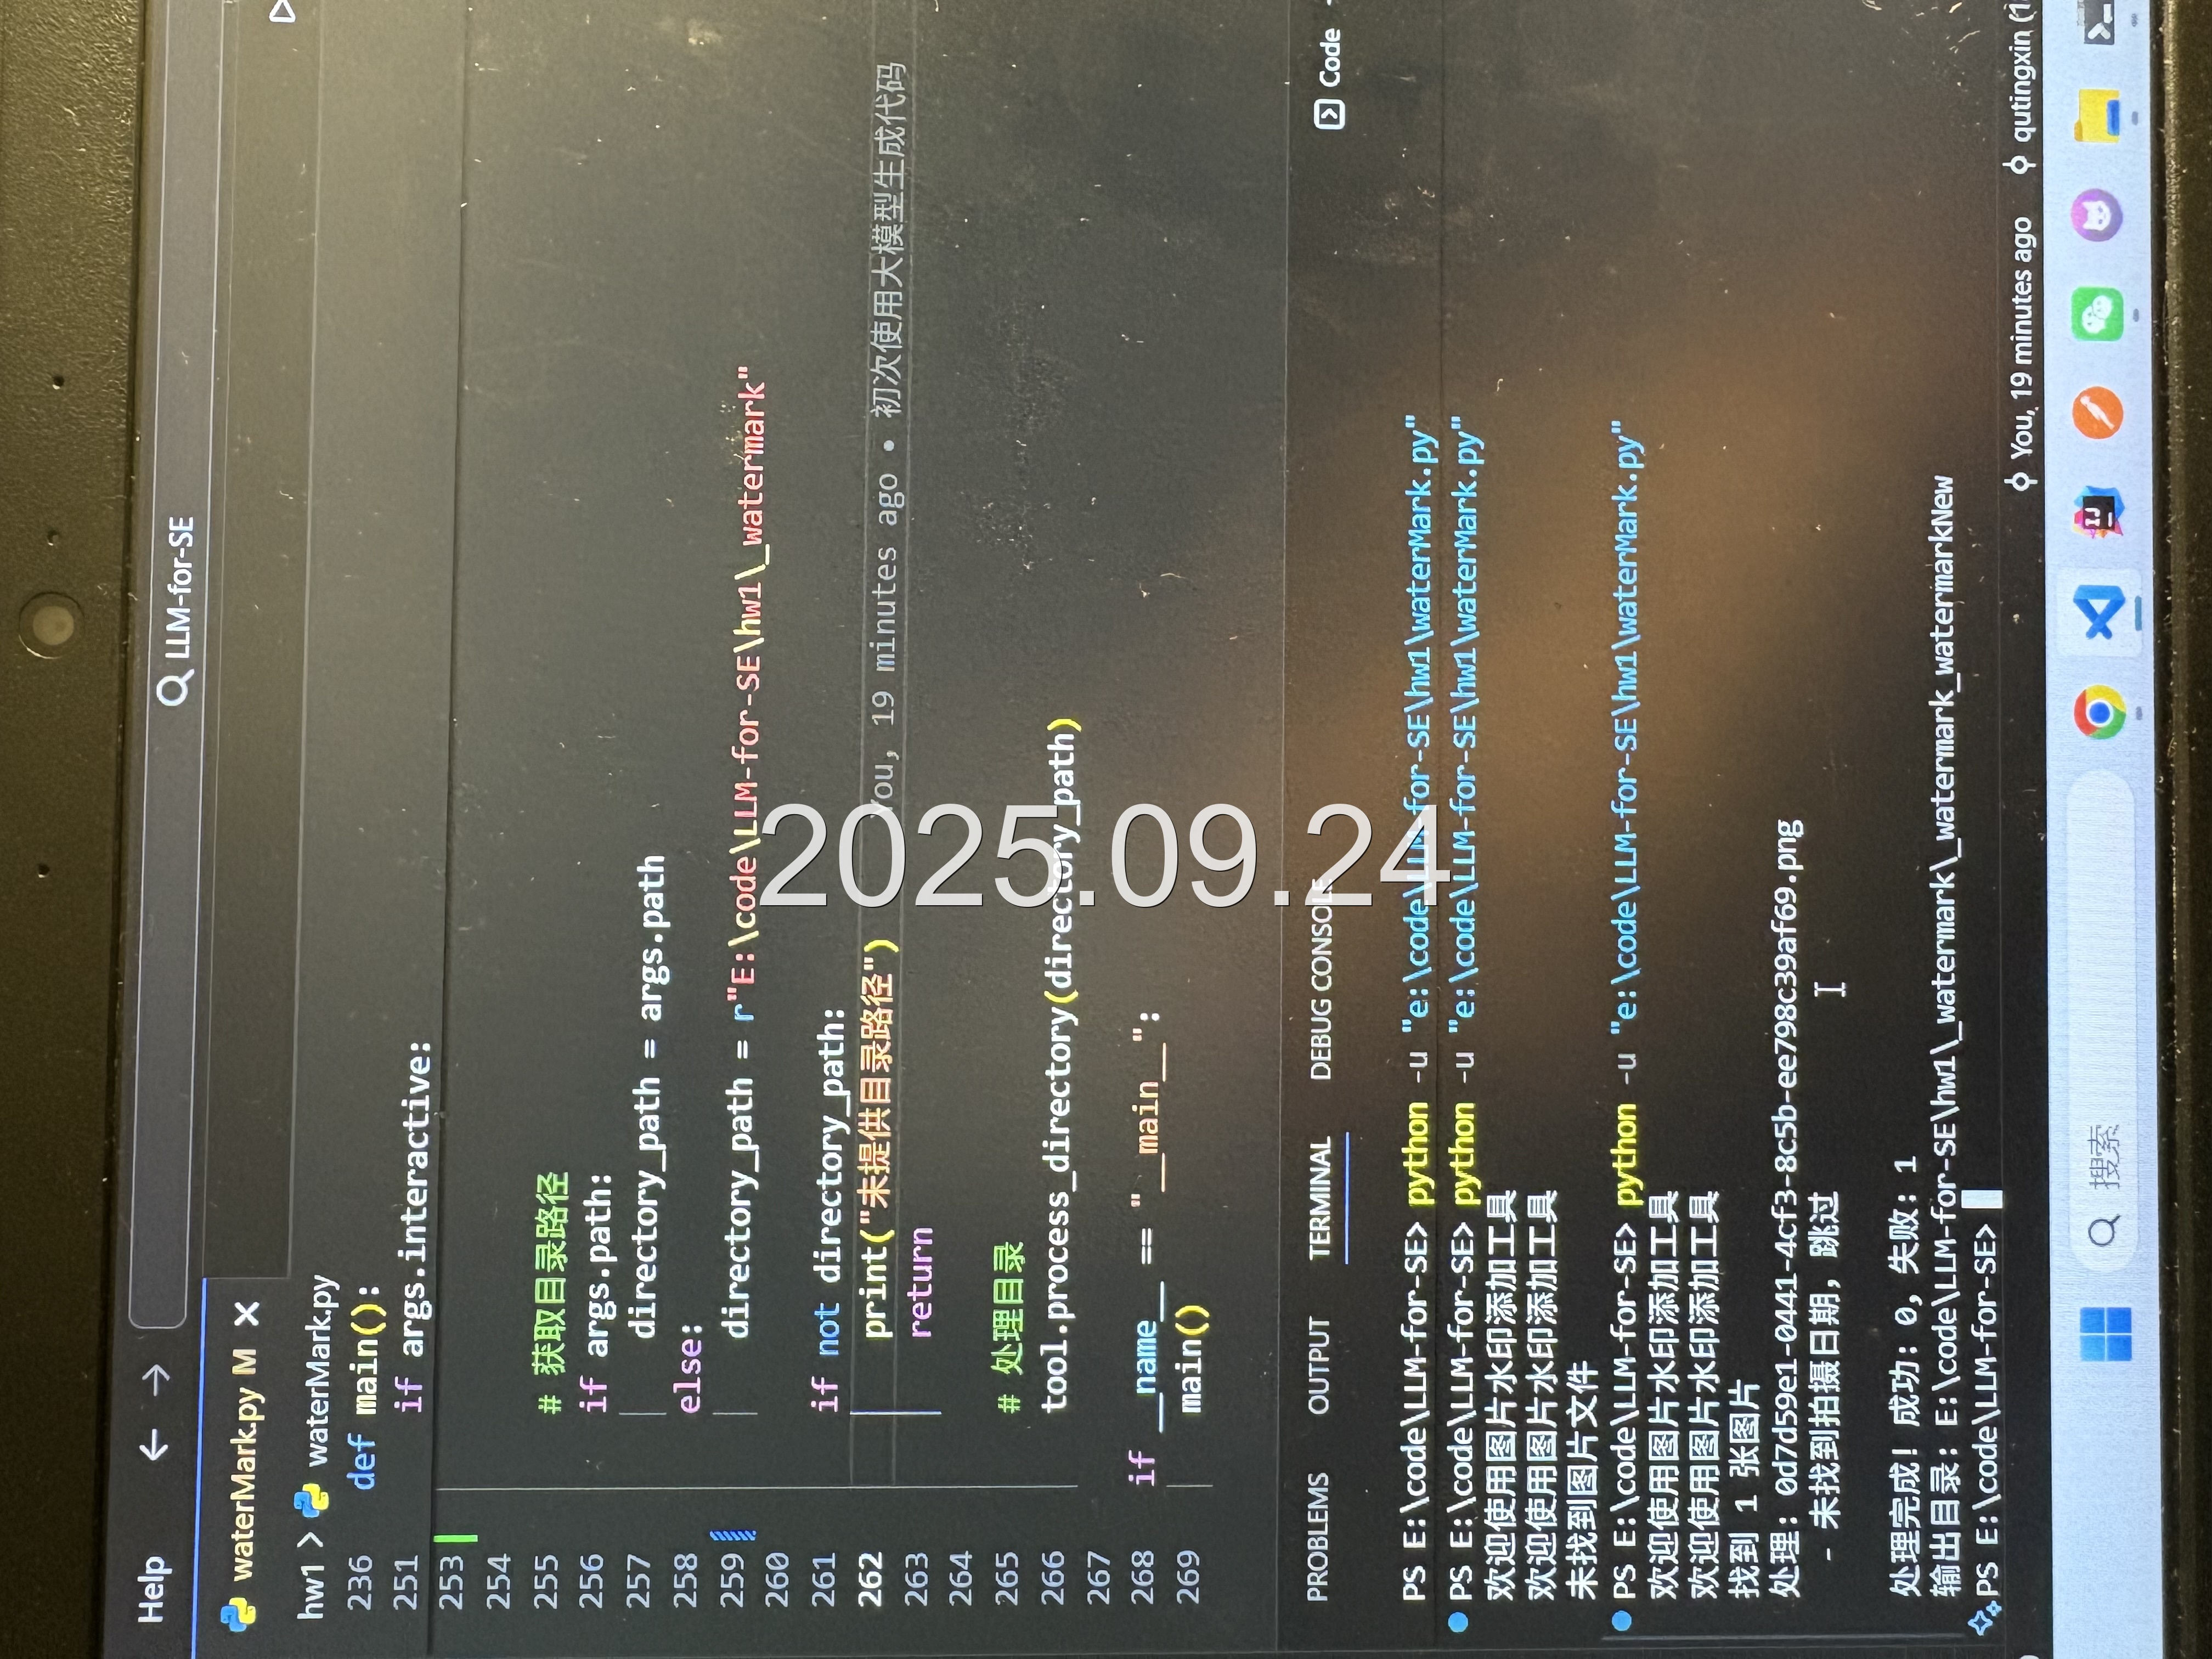 Help
← →
LLM-for-SE
waterMark.py M ×
hw1 > waterMark.py
236 def main():
251 if args.interactive:
253
254
255 # 获取目录路径
256 if args.path:
257 directory_path = args.path
258 else:
259 directory_path = r"E:\code\LLM-for-SE\hw1\_watermark"
260
261 if not directory_path:
262 print("未提供目录路径") You, 19 minutes ago • 初次使用大模型生成代码
263 return
264
265 # 处理目录
266 tool.process_directory(directory_path)
267
268 if __name__ == "__main__":
269 main()
2025.09.24
PROBLEMS OUTPUT TERMINAL DEBUG CONSOLE Code
PS E:\code\LLM-for-SE> python -u "e:\code\LLM-for-SE\hw1\waterMark.py"
PS E:\code\LLM-for-SE> python -u "e:\code\LLM-for-SE\hw1\waterMark.py"
欢迎使用图片水印添加工具
欢迎使用图片水印添加工具
未找到图片文件
PS E:\code\LLM-for-SE> python -u "e:\code\LLM-for-SE\hw1\waterMark.py"
欢迎使用图片水印添加工具
欢迎使用图片水印添加工具
找到 1 张图片
处理: 0d7d59e1-0441-4cf3-8c5b-ee798c39af69.png
- 未找到拍摄日期, 跳过
处理完成! 成功: 0, 失败: 1
输出目录: E:\code\LLM-for-SE\hw1\_watermark\_watermark_watermarkNew
PS E:\code\LLM-for-SE>
You, 19 minutes ago qutingxin (1
搜索